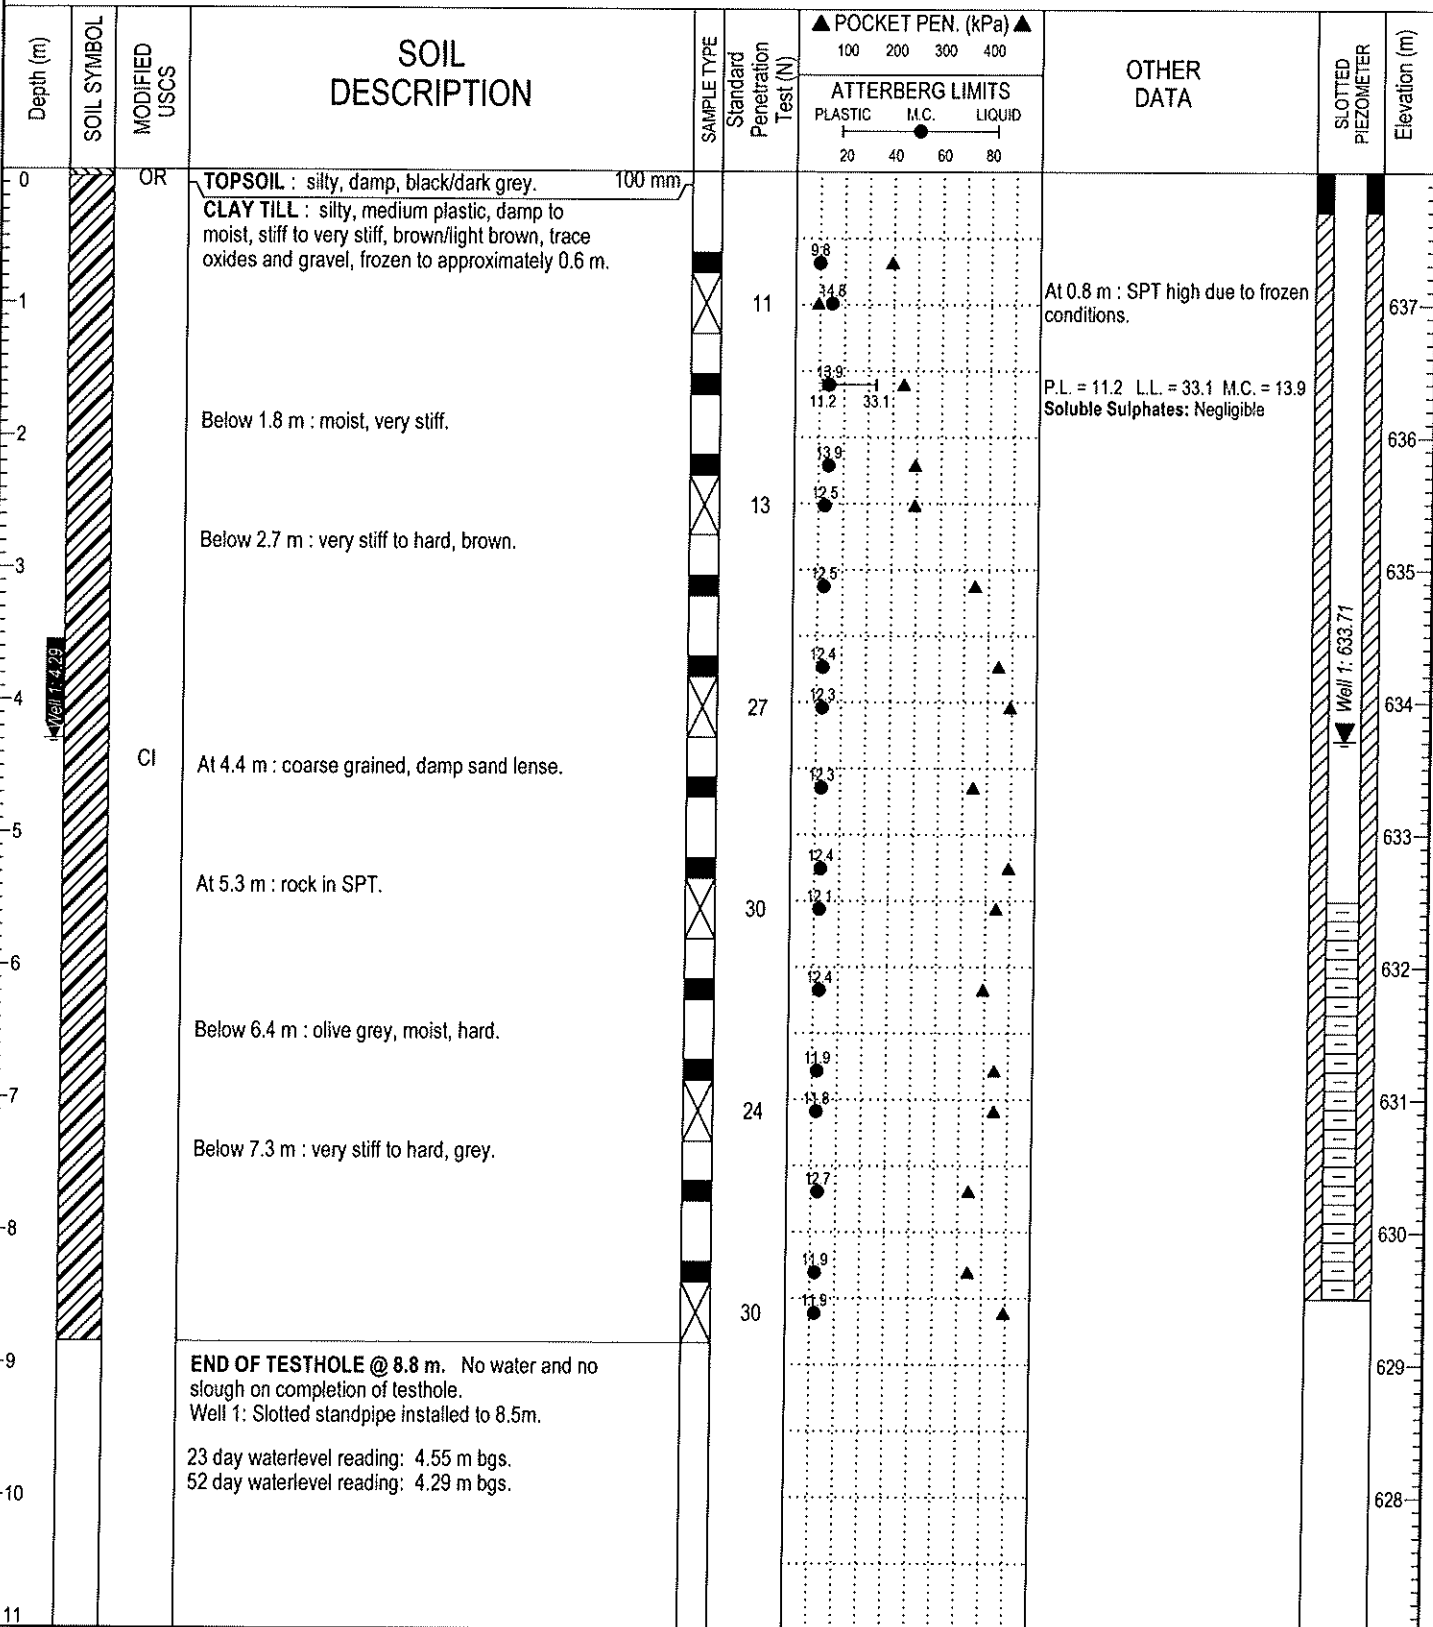 Depth (m)
SOIL SYMBOL
MODIFIED
USCS
SOIL
DESCRIPTION
SAMPLE TYPE
Standard
Penetration
Test (N)
▲ POCKET PEN. (kPa) ▲
100 200 300 400
ATTERBERG LIMITS
PLASTIC M.C. LIQUID
20 40 60 80
OTHER
DATA
SLOTTED
PIEZOMETER
Elevation (m)
0
OR
TOPSOIL : silty, damp, black/dark grey. 100 mm
CLAY TILL : silty, medium plastic, damp to
moist, stiff to very stiff, brown/light brown, trace
oxides and gravel, frozen to approximately 0.6 m.
9.8
1
11
14.8
At 0.8 m : SPT high due to frozen
conditions.
637
13.9
11.2 33.1
P.L. = 11.2 L.L. = 33.1 M.C. = 13.9
Soluble Sulphates: Negligible
Below 1.8 m : moist, very stiff.
2
636
13.9
13
12.5
Below 2.7 m : very stiff to hard, brown.
3
12.5
635
Well 1: 4.29
12.4
Well 1: 633.71
4
27
12.3
634
CI
At 4.4 m : coarse grained, damp sand lense.
12.3
5
633
12.4
At 5.3 m : rock in SPT.
30
12.1
6
12.4
632
Below 6.4 m : olive grey, moist, hard.
11.9
7
24
11.8
631
Below 7.3 m : very stiff to hard, grey.
12.7
8
630
11.9
30
11.9
9
END OF TESTHOLE @ 8.8 m. No water and no
slough on completion of testhole.
Well 1: Slotted standpipe installed to 8.5m.
629
23 day waterlevel reading: 4.55 m bgs.
52 day waterlevel reading: 4.29 m bgs.
10
628
11